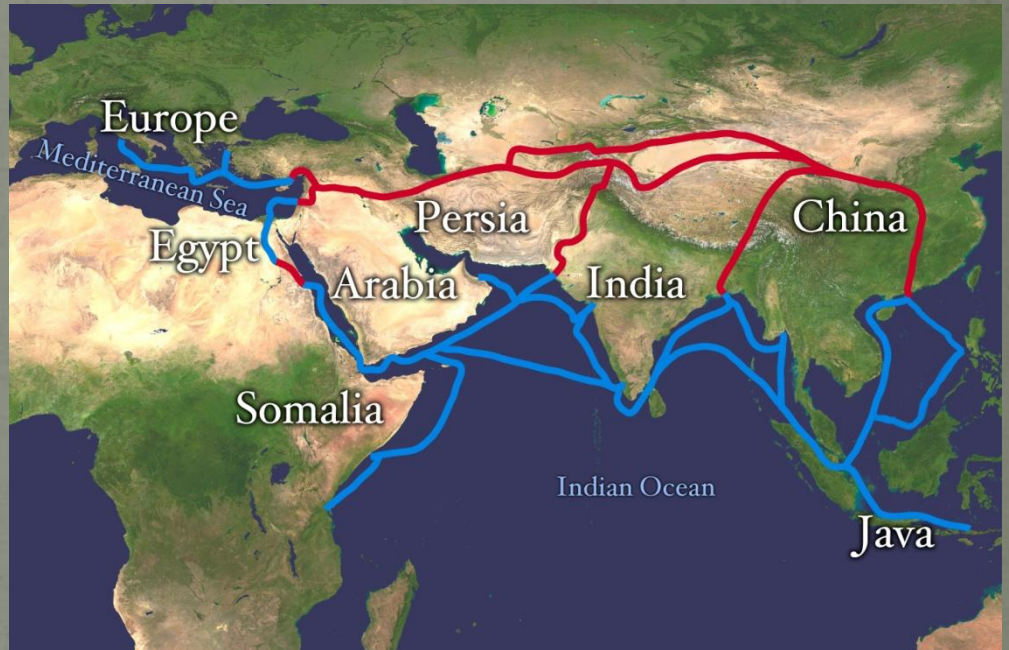 Europe
Mediterranean Sea
Egypt
Persia
China
Arabia
India
Somalia
Indian Ocean
Java